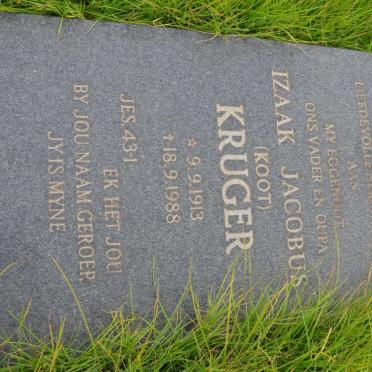 AAN
MY EGGENOOT
ONS VADER EN OUPA
IZAAK JACOBUS
(KOOT)
KRUGER
☆ 9.9.1913
☆ 18.9.1988
JES. 43:1
EK HET JOU
BY JOU NAAM GEROEP
JY IS MYNE